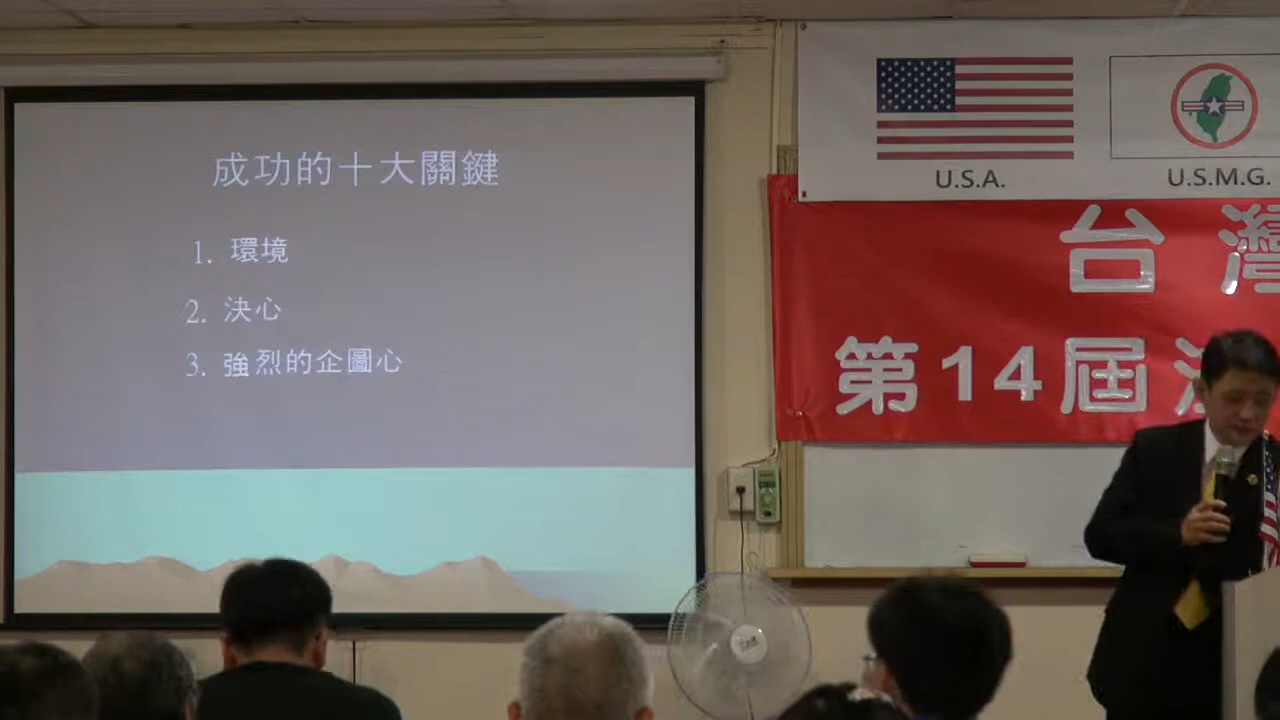 成功的十大關鍵
1. 環境
2. 決心
3. 強烈的企圖心
U.S.A.
U.S.M.G.
台灣
第14屆